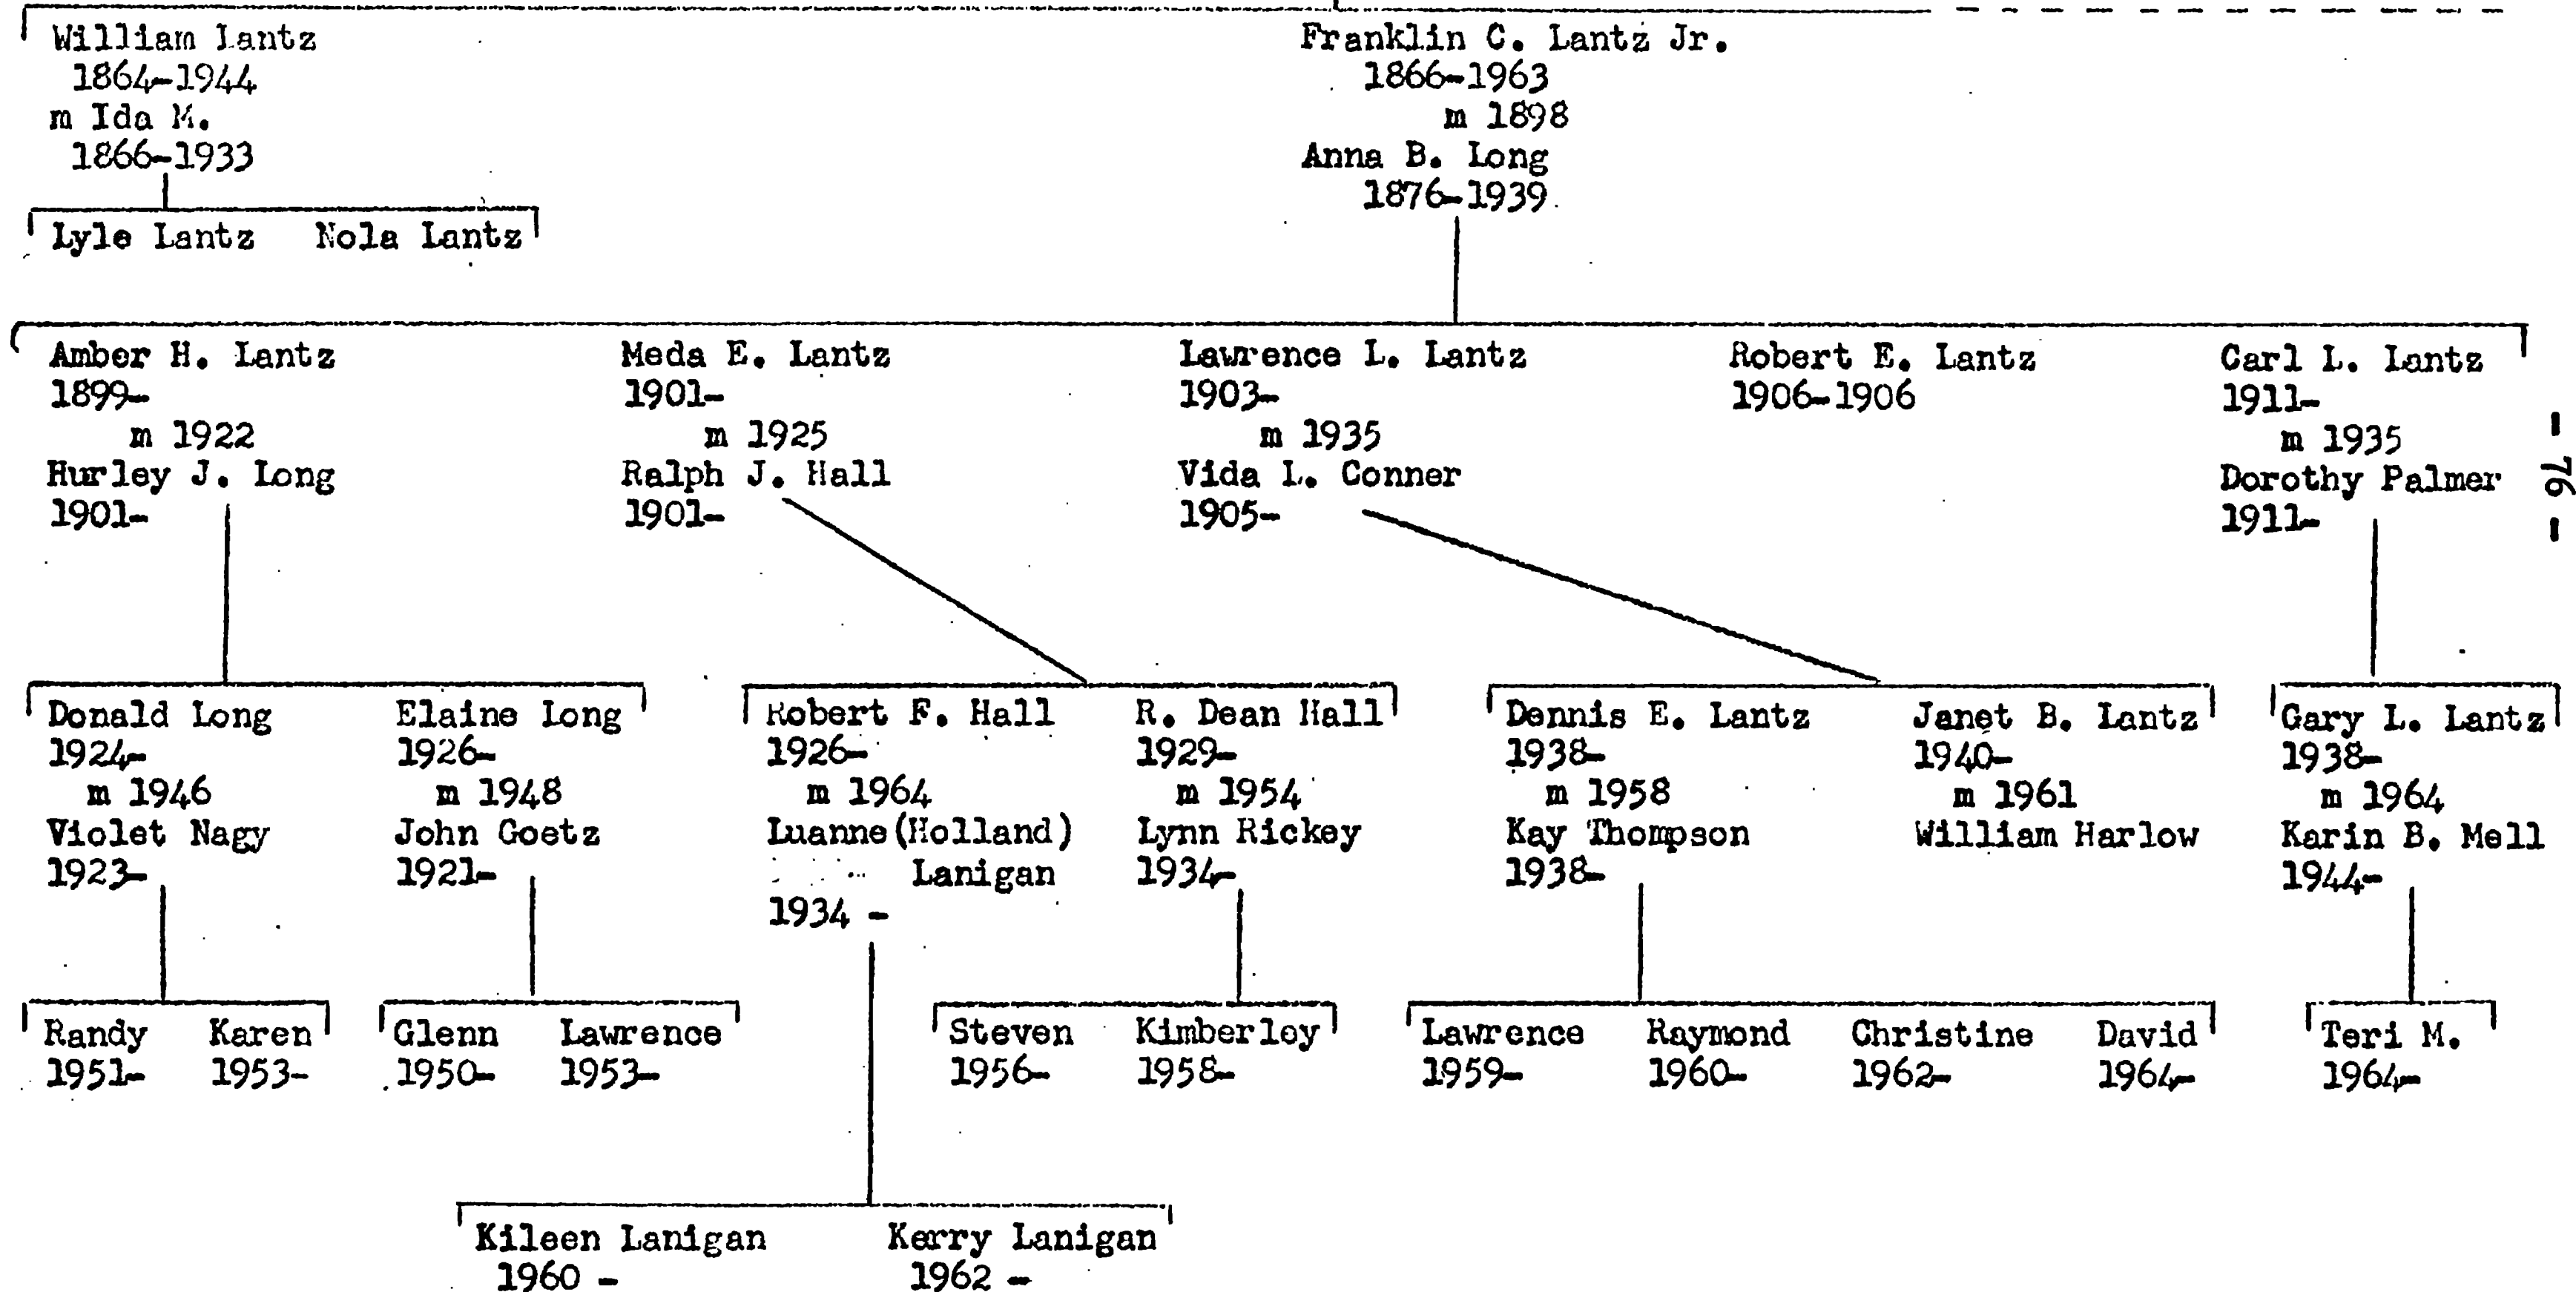 William Lantz
1864-1944
m Ida M.
1866-1933
Franklin C. Lantz Jr.
1866-1963
m 1898
Anna B. Long
1876-1939
Lyle Lantz Nola Lantz
Amber H. Lantz
1899-
m 1922
Hurley J. Long
1901-
Meda E. Lantz
1901-
m 1925
Ralph J. Hall
1901-
Lawrence L. Lantz
1903-
m 1935
Vida L. Conner
1905-
Robert E. Lantz
1906-1906
Carl L. Lantz
1911-
m 1935
Dorothy Palmer
1911-
- 76 -
Donald Long
1924-
m 1946
Violet Nagy
1923-
Elaine Long
1926-
m 1948
John Goetz
1921-
Robert F. Hall
1926-
m 1964
Luanne(Holland)
Lanigan
1934 -
R. Dean Hall
1929-
m 1954
Lynn Rickey
1934-
Dennis E. Lantz
1938-
m 1958
Kay Thompson
1938-
Janet B. Lantz
1940-
m 1961
William Harlow
Gary L. Lantz
1938-
m 1964
Karin B. Mell
1944-
Randy
1951-
Karen
1953-
Glenn
1950-
Lawrence
1953-
Steven
1956-
Kimberley
1958-
Lawrence
1959-
Raymond
1960-
Christine
1962-
David
1964-
Teri M.
1964-
Kileen Lanigan
1960 -
Kerry Lanigan
1962 -